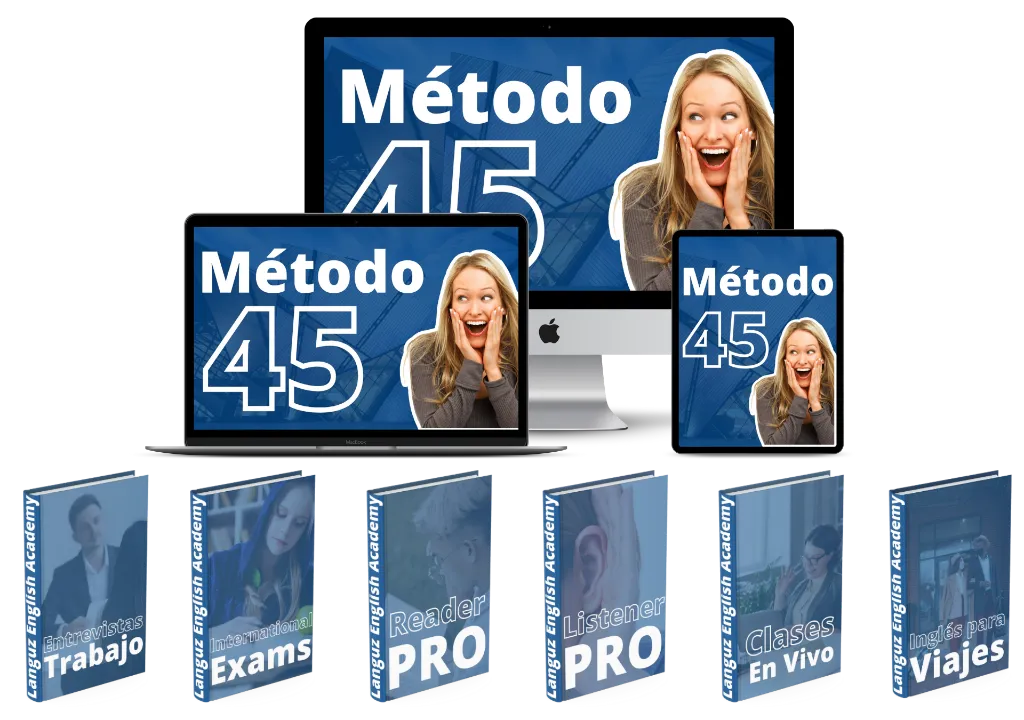 Método
45
Método
45
Método
45
MacBook
Languz English Academy
Entrevistas
Trabajo
Languz English Academy
International
Exams
Languz English Academy
Reader
PRO
Languz English Academy
Listener
PRO
Languz English Academy
Clases
En Vivo
Languz English Academy
Inglés para
Viajes